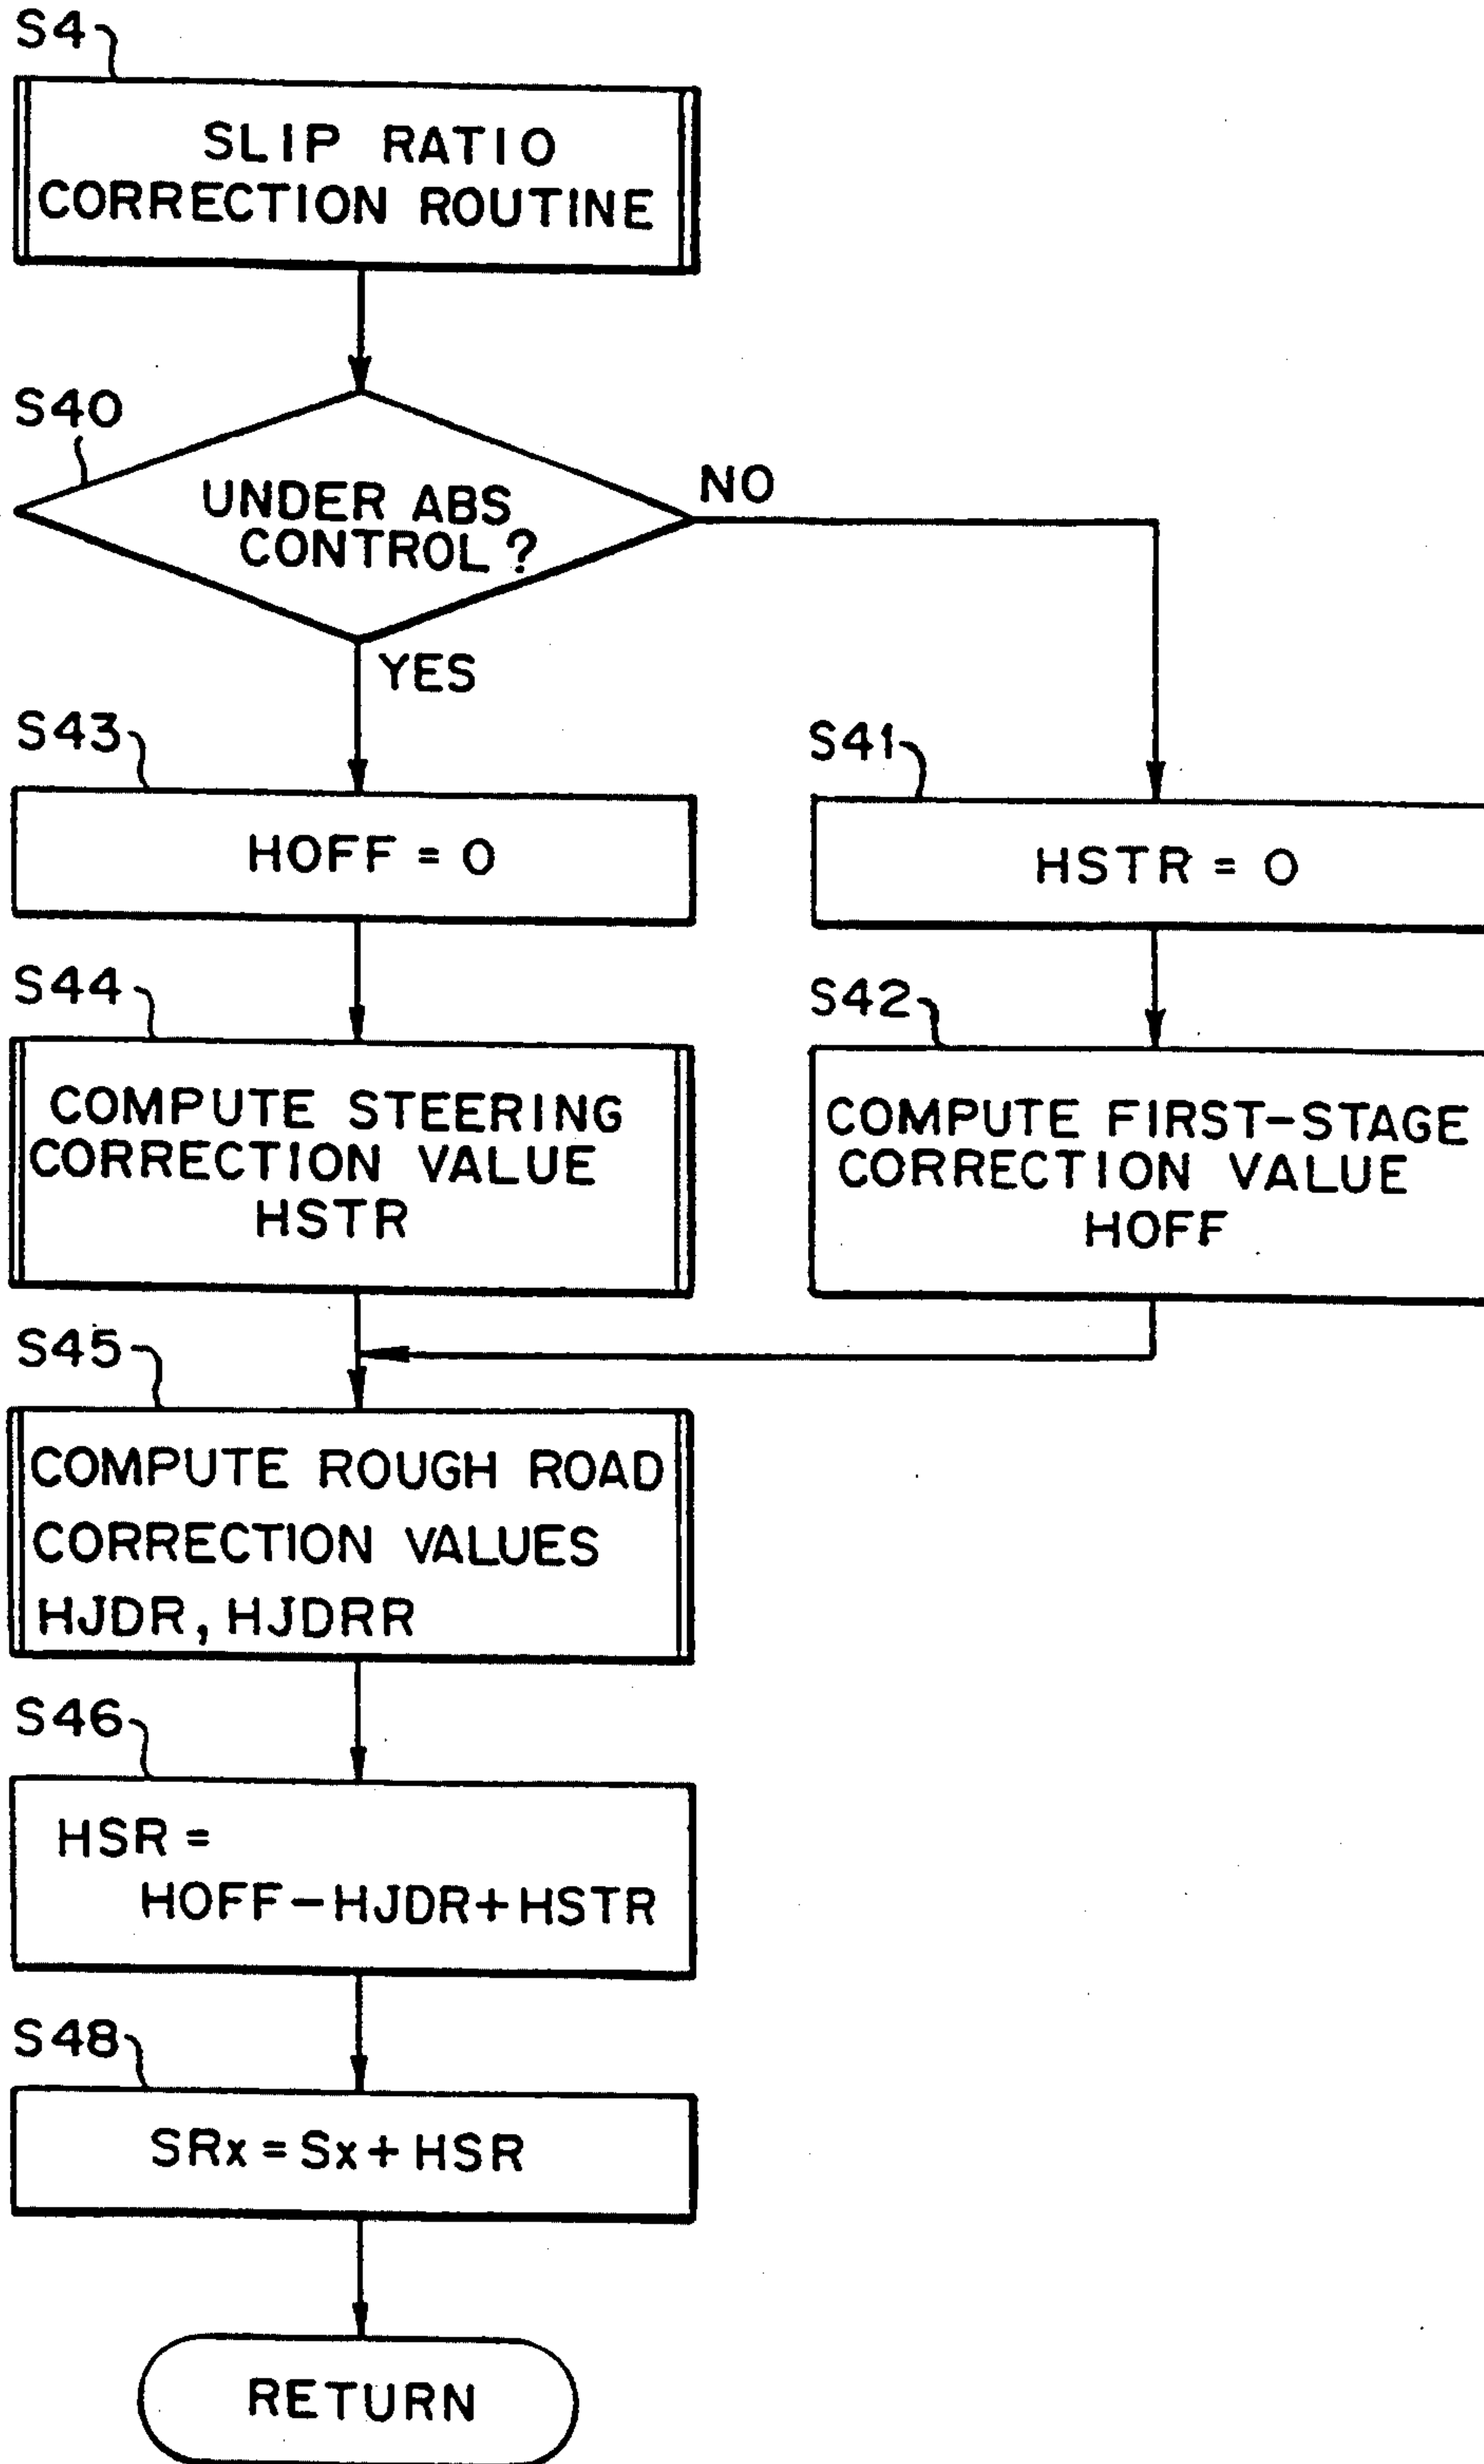 S4
SLIP RATIO
CORRECTION ROUTINE
S40
UNDER ABS
CONTROL?
NO
YES
S43
HOFF = 0
S41
HSTR = 0
S44
COMPUTE STEERING
CORRECTION VALUE
HSTR
S42
COMPUTE FIRST-STAGE
CORRECTION VALUE
HOFF
S45
COMPUTE ROUGH ROAD
CORRECTION VALUES
HJDR, HJDRR
S46
HSR =
HOFF-HJDR+HSTR
S48
SRx = Sx + HSR
RETURN